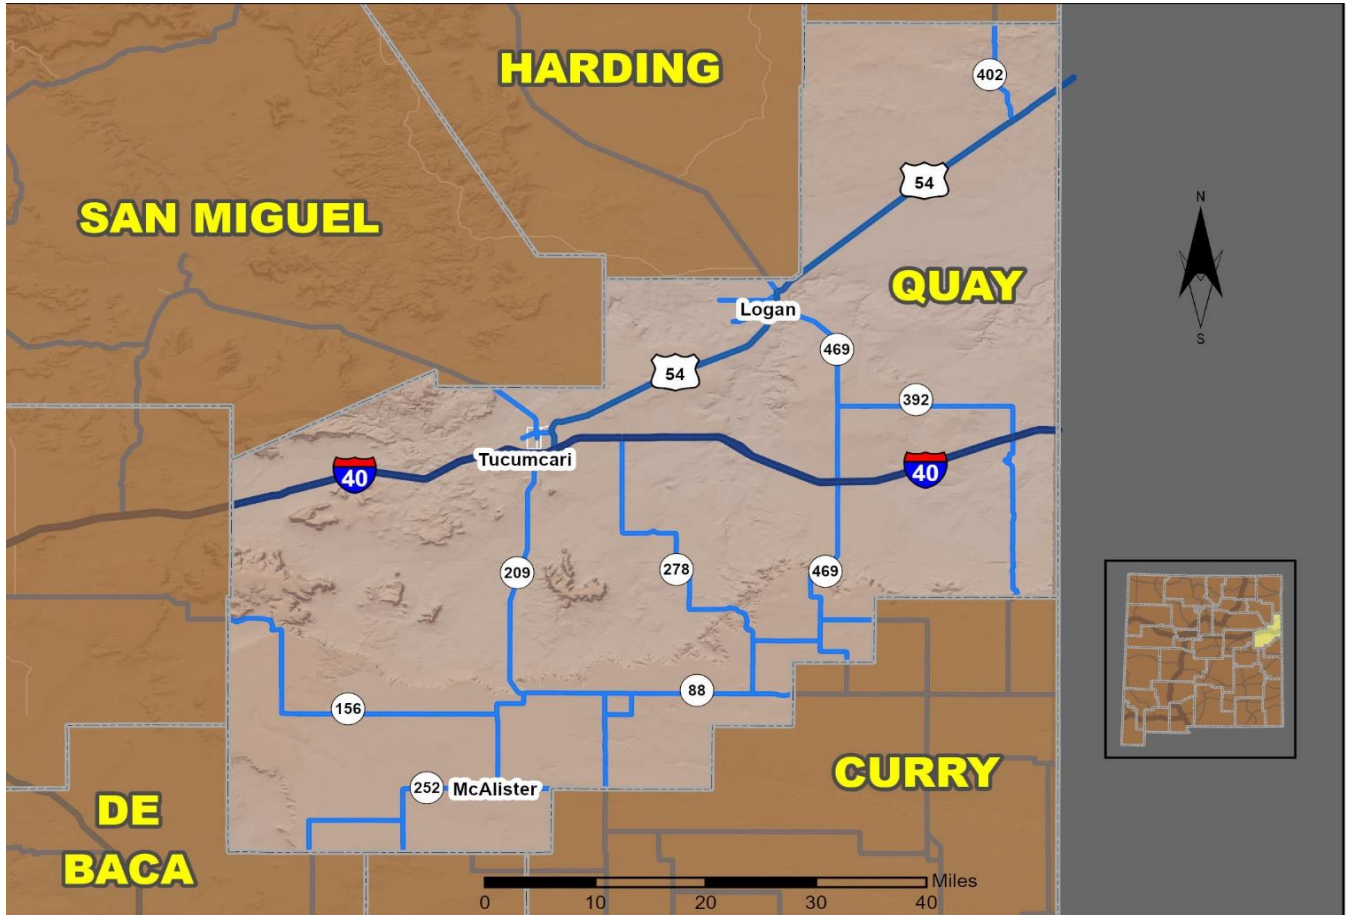 HARDING
402
54
N
SAN MIGUEL
QUAY
Logan
S
469
54
392
Tucumcari
40
40
209
278
469
88
156
CURRY
252
McAlister
DE
BACA
Miles
0
10
20
30
40